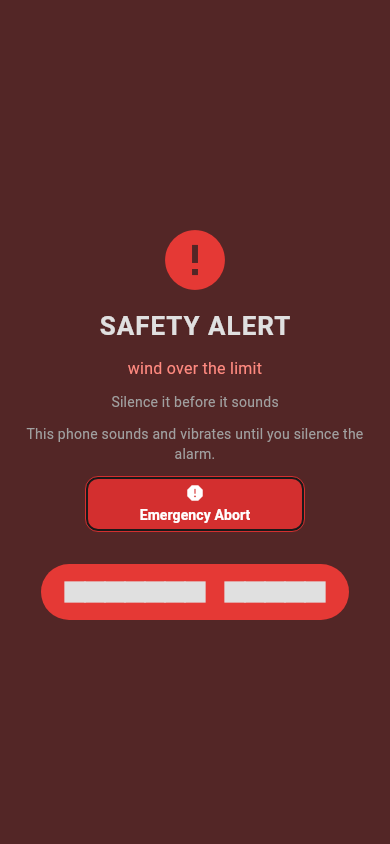 SAFETY ALERT
wind over the limit
Silence it before it sounds
This phone sounds and vibrates until you silence the
alarm.
Emergency Abort